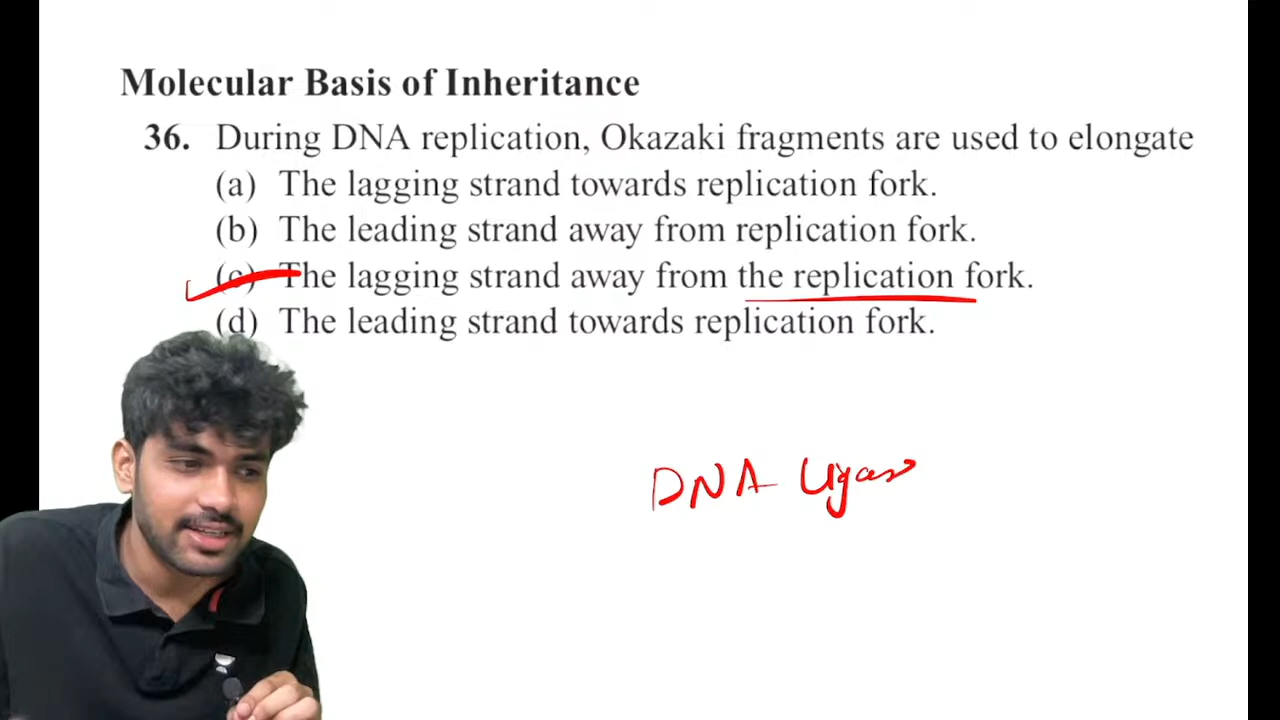 Molecular Basis of Inheritance
36. During DNA replication, Okazaki fragments are used to elongate
(a) The lagging strand towards replication fork.
(b) The leading strand away from replication fork.
(c) The lagging strand away from the replication fork.
(d) The leading strand towards replication fork.
DNA Ligase